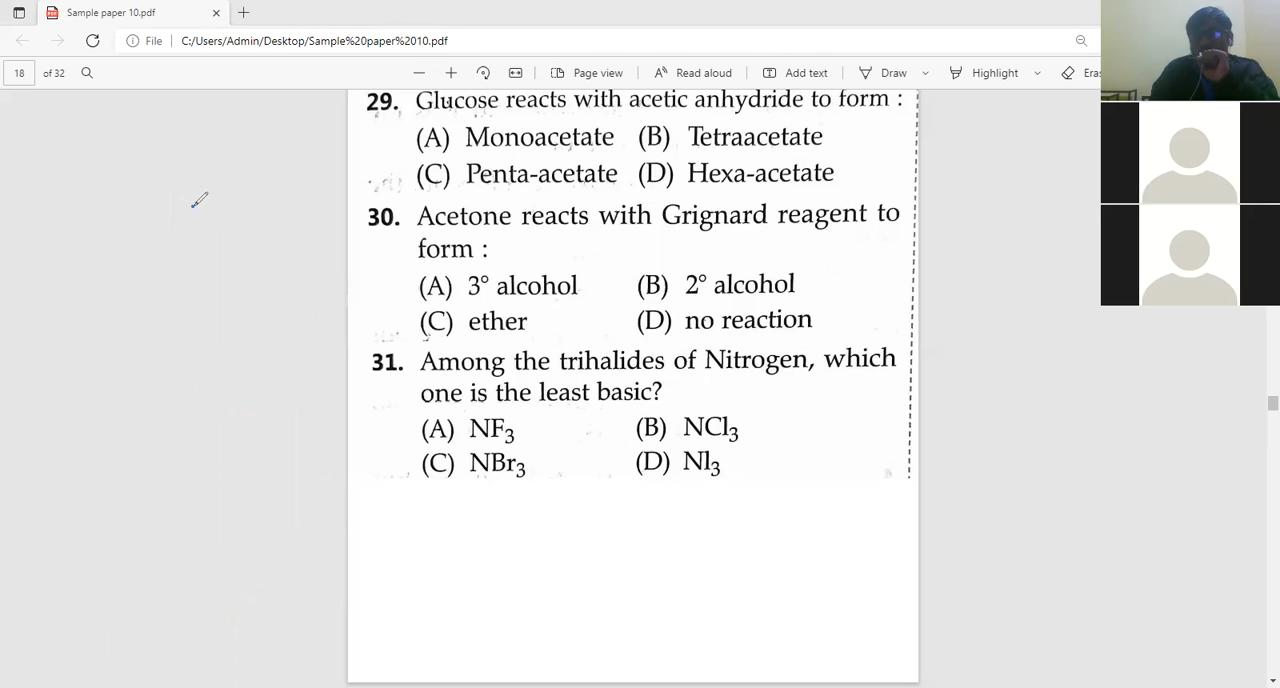 Sample paper 10.pdf
File C:/Users/Admin/Desktop/Sample%20paper%2010.pdf
18 of 32 Page view Read aloud Add text Draw Highlight Eras
29. Glucose reacts with acetic anhydride to form :
(A) Monoacetate (B) Tetraacetate
(C) Penta-acetate (D) Hexa-acetate
30. Acetone reacts with Grignard reagent to
form :
(A) 3° alcohol (B) 2° alcohol
(C) ether (D) no reaction
31. Among the trihalides of Nitrogen, which
one is the least basic?
(A) NF₃ (B) NCl₃
(C) NBr₃ (D) Nl₃